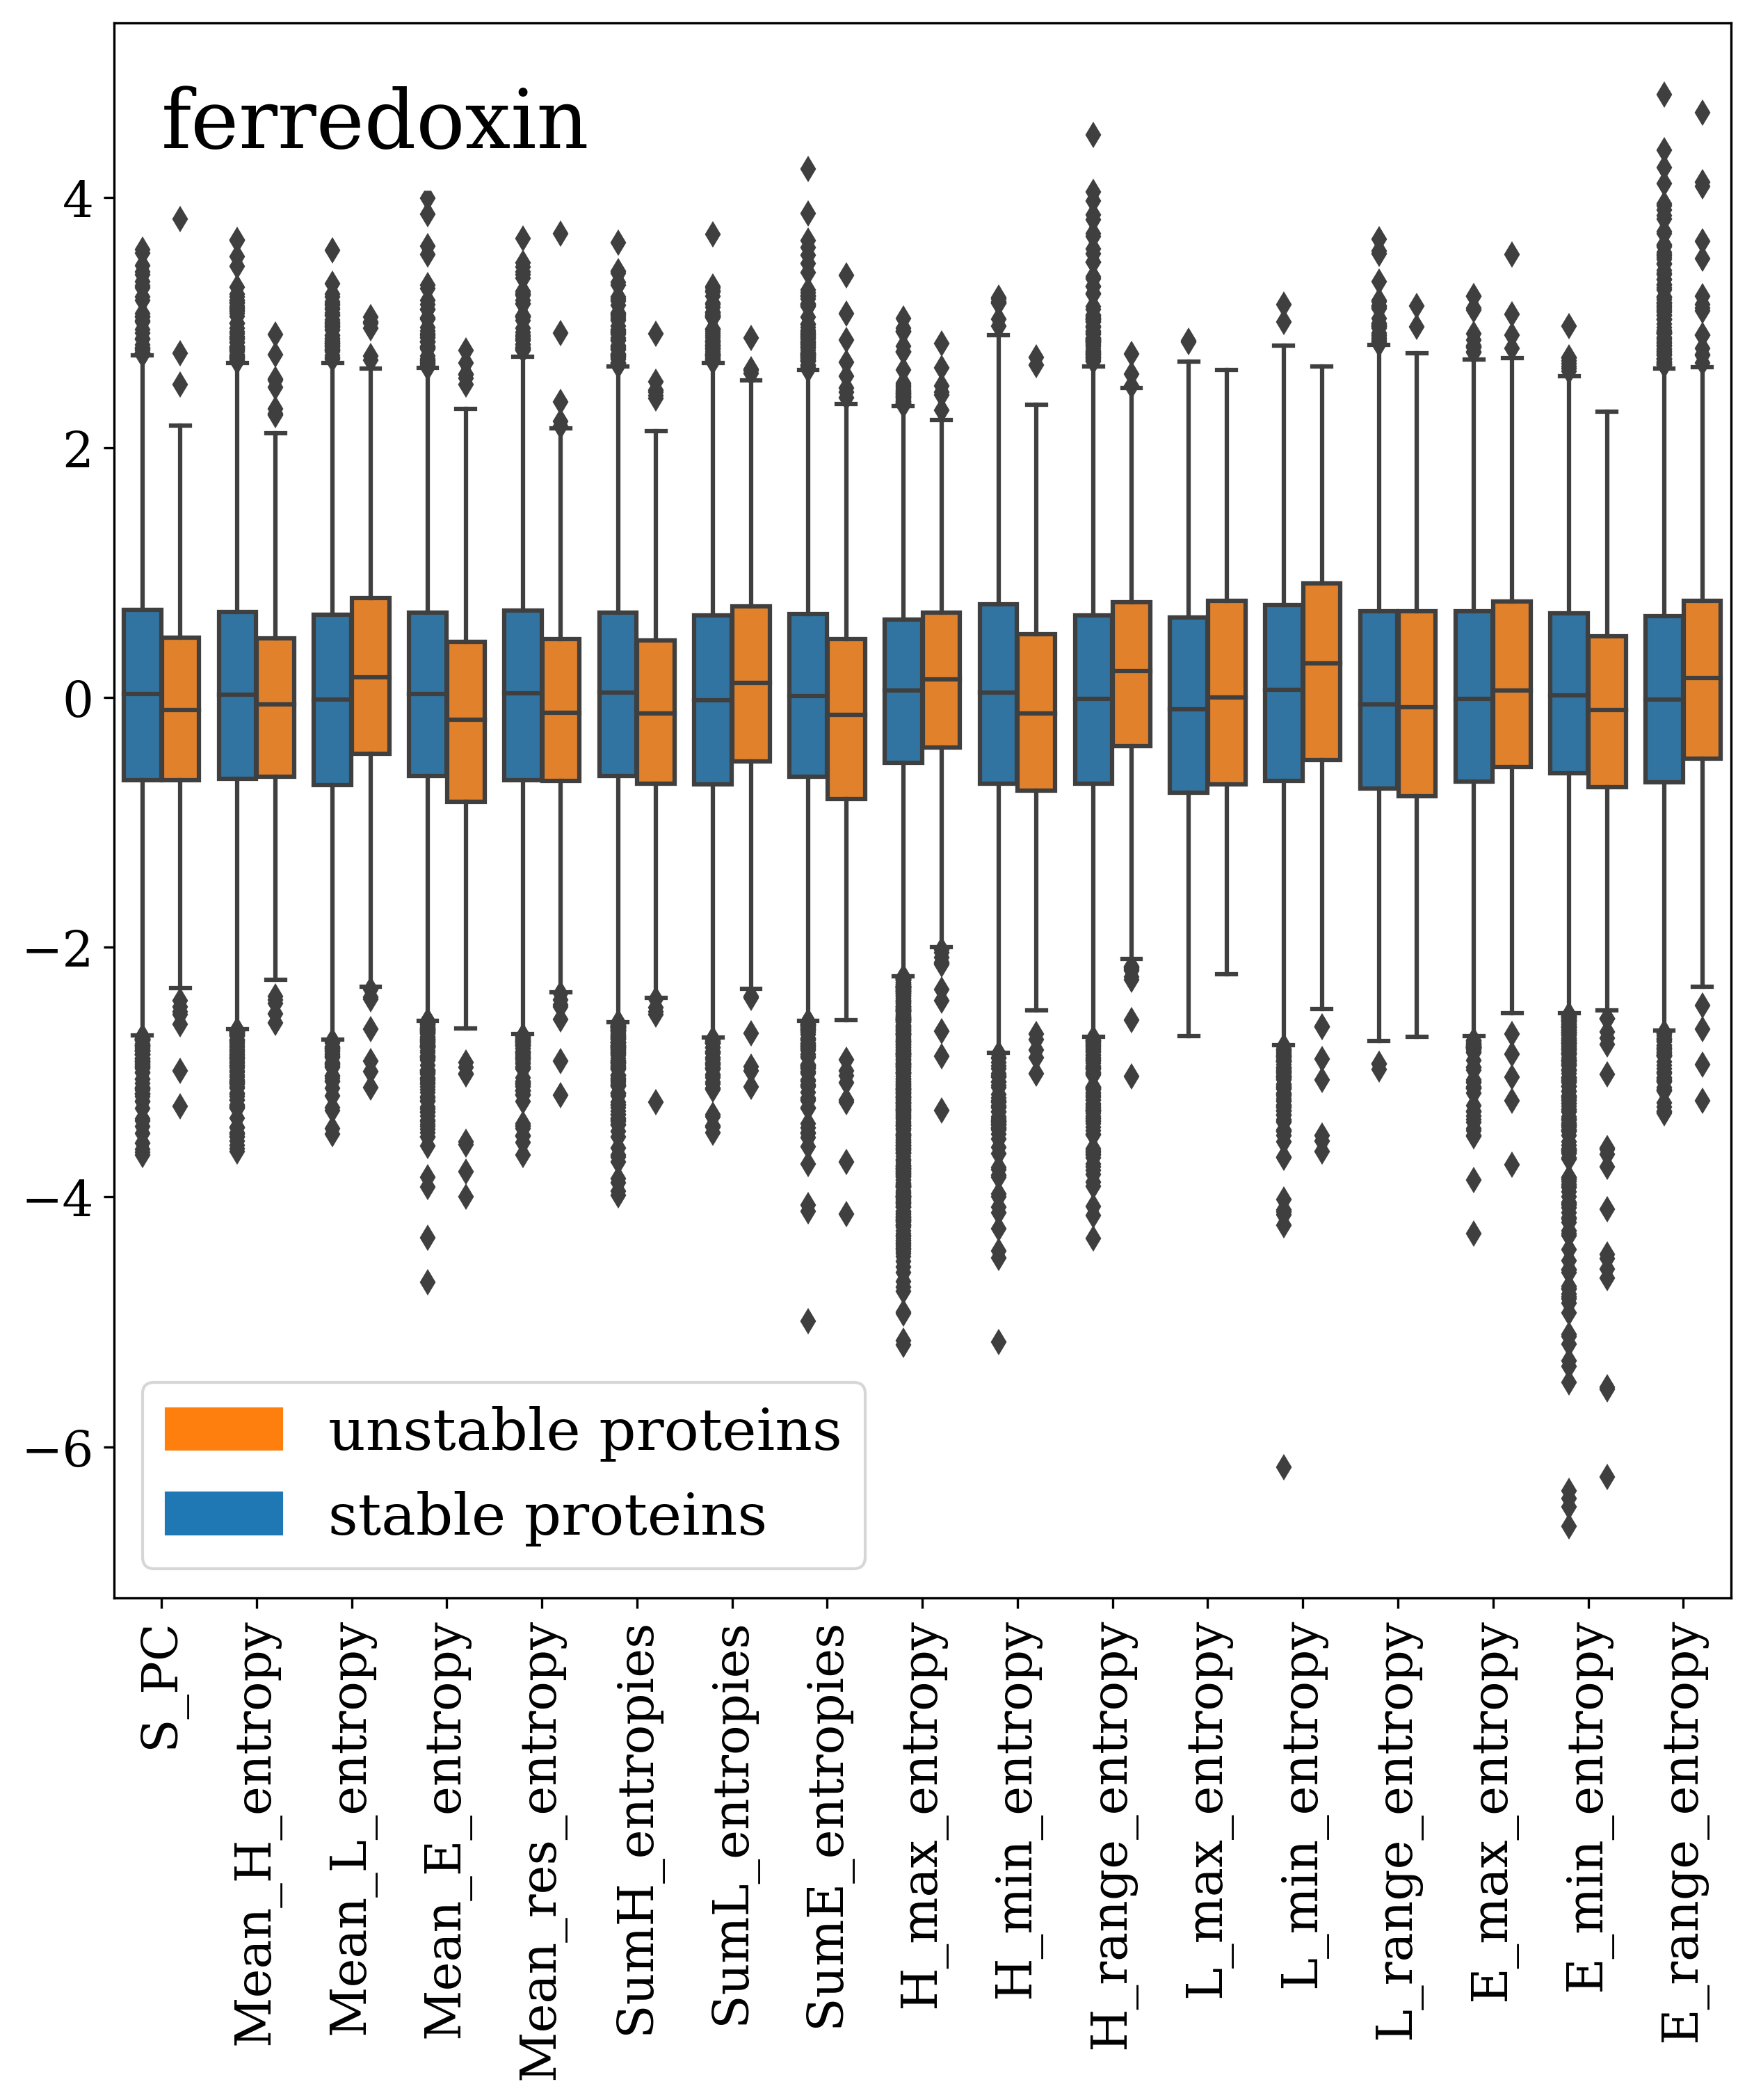 ferredoxin
4
2
0
−2
−4
−6
unstable proteins
stable proteins
S_PC
Mean_H_entropy
Mean_L_entropy
Mean_E_entropy
Mean_res_entropy
SumH_entropies
SumL_entropies
SumE_entropies
H_max_entropy
H_min_entropy
H_range_entropy
L_max_entropy
L_min_entropy
L_range_entropy
E_max_entropy
E_min_entropy
E_range_entropy